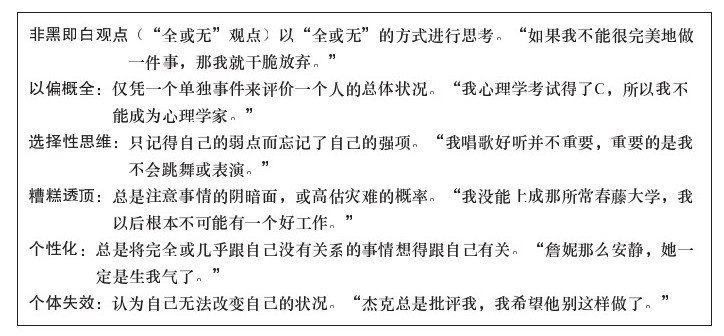 非黑即白观点（“全或无”观点）以“全或无”的方式进行思考。“如果我不能很完美地做
一件事，那我就干脆放弃。”
以偏概全：仅凭一个单独事件来评价一个人的总体状况。“我心理学考试得了C，所以我不
能成为心理学家。”
选择性思维：只记得自己的弱点而忘记了自己的强项。“我唱歌好听并不重要，重要的是我
不会跳舞或表演。”
糟糕透顶：总是注意事情的阴暗面，或高估灾难的概率。“我没能上成那所常春藤大学，我
以后根本不可能有一个好工作。”
个性化：总是将完全或几乎跟自己没有关系的事情想得跟自己有关。“詹妮那么安静，她一
定是生我气了。”
个体失效：认为自己无法改变自己的状况。“杰克总是批评我，我希望他别这样做了。”